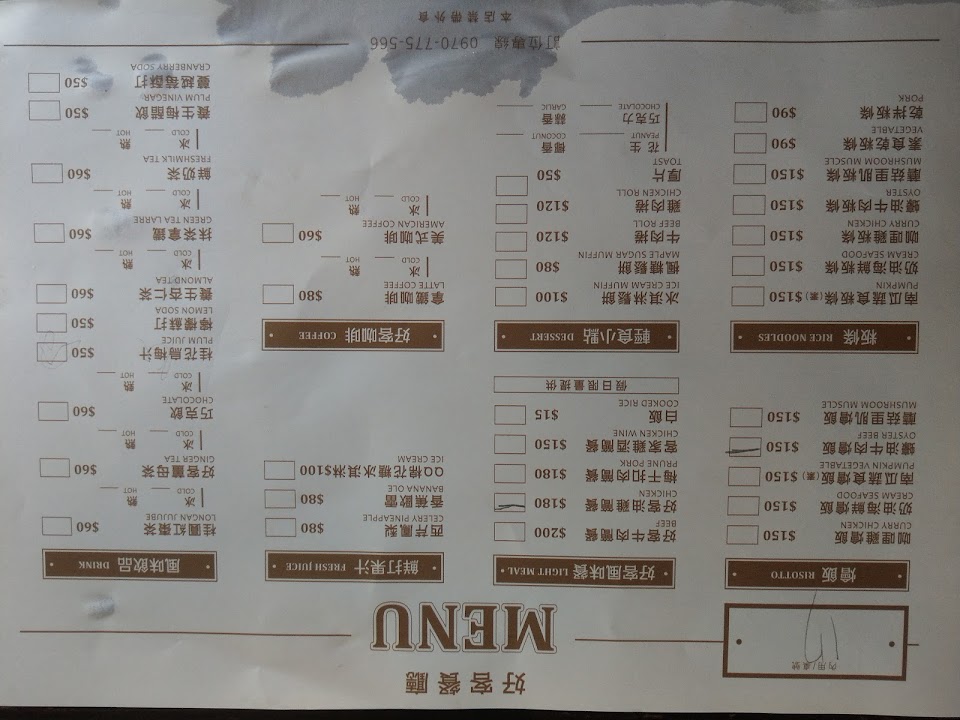 好客餐廳
MENU
內用/桌號
燴飯 RISOTTO
咖哩雞燴飯 $150
CURRY CHICKEN
奶油海鮮燴飯 $150
CREAM SEAFOOD
南瓜蔬食燴飯(素) $150
PUMPKIN VEGETABLE
蠔油牛肉燴飯 $150
OYSTER BEEF
蘑菇里肌燴飯 $150
MUSHROOM MUSCLE
粄條 RICE NOODLES
南瓜蔬食粄條(素) $150
PUMPKIN
奶油海鮮粄條 $150
CREAM SEAFOOD
咖哩雞粄條 $150
CURRY CHICKEN
蠔油牛肉粄條 $150
OYSTER
蘑菇里肌粄條 $150
MUSHROOM MUSCLE
素食乾粄條 $90
VEGETABLE
乾拌粄條 $90
PORK
好客風味餐 LIGHT MEAL
好客牛肉簡餐 $200
BEEF
好客油雞簡餐 $180
CHICKEN
梅干扣肉簡餐 $180
PRUNE PORK
客家雞酒簡餐 $150
CHICKEN WINE
白飯 $15
COOKED RICE
假日限量提供
輕食小點 DESSERT
冰淇淋鬆餅 $100
ICE CREAM MUFFIN
楓糖鬆餅 $80
MAPLE SUGAR MUFFIN
牛肉捲 $120
BEEF ROLL
雞肉捲 $120
CHICKEN ROLL
厚片 $50
TOAST
花生 椰香
PEANUT COCONUT
巧克力 蒜香
CHOCOLATE GARLIC
鮮打果汁 FRESH JUICE
西芹鳳梨 $80
CELERY PINEAPPLE
香蕉歐蕾 $80
BANANA OLE
QQ棉花糖冰淇淋$100
ICE CREAM
好客咖啡 COFFEE
拿鐵咖啡 $80
LATTE COFFEE
冰 熱
COLD HOT
美式咖啡 $60
AMERICAN COFFEE
冰 熱
COLD HOT
風味飲品 DRINK
桂圓紅棗茶 $60
LONGAN JUJUBE
冰 熱
COLD HOT
好客薑母茶 $60
GINGER TEA
冰 熱
COLD HOT
巧克飲 $60
CHOCOLATE
冰 熱
COLD HOT
桂花烏梅汁 $50
PLUM JUICE
檸檬蘇打 $50
LEMON SODA
養生杏仁茶 $60
ALMOND TEA
冰 熱
COLD HOT
抹茶拿鐵 $60
GREEN TEA LARRE
冰 熱
COLD HOT
鮮奶茶 $60
FRESHMILK TEA
冰 熱
COLD HOT
養生梅醋飲 $50
PLUM VINEGAR
蔓越莓酥打 $50
CRANBERRY SODA
訂位專線 0970-775-566
本店禁帶外食